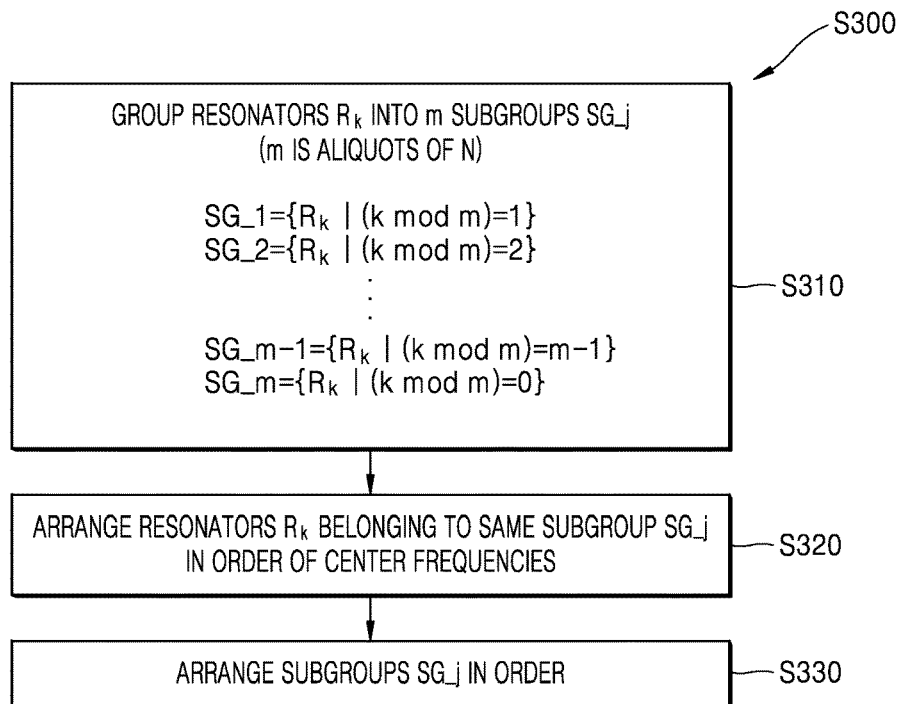 S300
GROUP RESONATORS Rk INTO m SUBGROUPS SG_j
(m IS ALIQUOTS OF N)
SG_1={Rk | (k mod m)=1}
SG_2={Rk | (k mod m)=2}
.
.
.
SG_m-1={Rk | (k mod m)=m-1}
SG_m={Rk | (k mod m)=0}
S310
ARRANGE RESONATORS Rk BELONGING TO SAME SUBGROUP SG_j
IN ORDER OF CENTER FREQUENCIES
S320
ARRANGE SUBGROUPS SG_j IN ORDER
S330